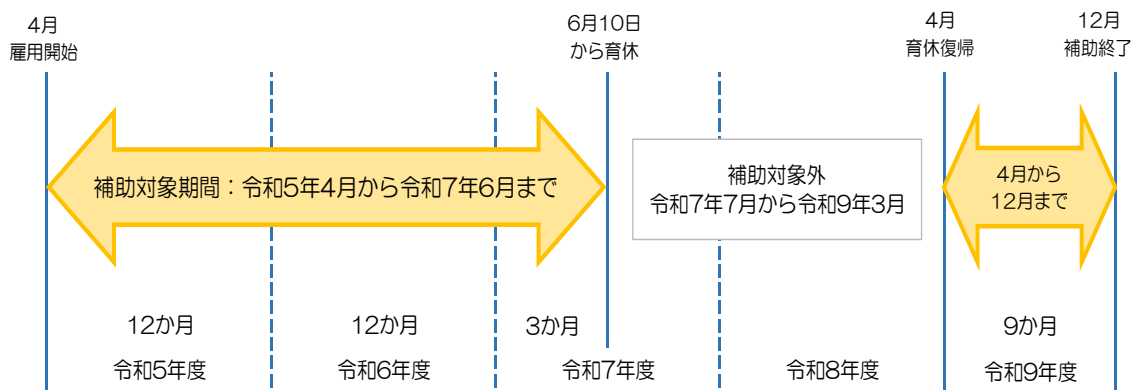 4月
雇用開始
6月10日
から育休
4月
育休復帰
12月
補助終了
補助対象期間：令和5年4月から令和7年6月まで
補助対象外
令和7年7月から令和9年3月
4月から
12月まで
12か月
12か月
3か月
9か月
令和5年度
令和6年度
令和7年度
令和8年度
令和9年度